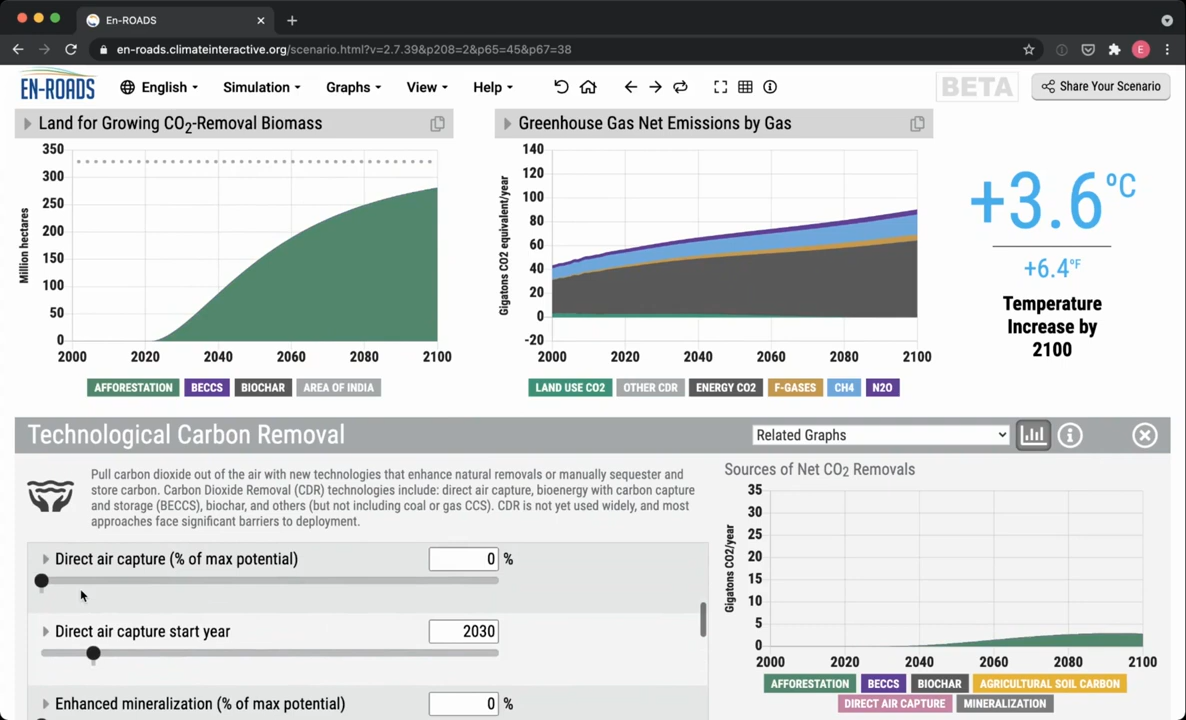 En-ROADS
en-roads.climateinteractive.org/scenario.html?v=2.7.39&p208=2&p65=45&p67=38
E
EN-ROADS English Simulation Graphs View Help BETA Share Your Scenario
Land for Growing CO2-Removal Biomass
350
300
250
200
150
100
50
0
Million hectares
2000 2020 2040 2060 2080 2100
AFFORESTATION BECCS BIOCHAR AREA OF INDIA
Greenhouse Gas Net Emissions by Gas
140
120
100
80
60
40
20
0
-20
Gigatons CO2 equivalent/year
2000 2020 2040 2060 2080 2100
LAND USE CO2 OTHER CDR ENERGY CO2 F-GASES CH4 N2O
+3.6°C
+6.4°F
Temperature
Increase by
2100
Technological Carbon Removal
Related Graphs
Pull carbon dioxide out of the air with new technologies that enhance natural removals or manually sequester and
store carbon. Carbon Dioxide Removal (CDR) technologies include: direct air capture, bioenergy with carbon capture
and storage (BECCS), biochar, and others (but not including coal or gas CCS). CDR is not yet used widely, and most
approaches face significant barriers to deployment.
Direct air capture (% of max potential) 0 %
Direct air capture start year 2030
Enhanced mineralization (% of max potential) 0 %
Sources of Net CO2 Removals
35
30
25
20
15
10
5
0
Gigatons CO2/year
2000 2020 2040 2060 2080 2100
AFFORESTATION BECCS BIOCHAR AGRICULTURAL SOIL CARBON
DIRECT AIR CAPTURE MINERALIZATION